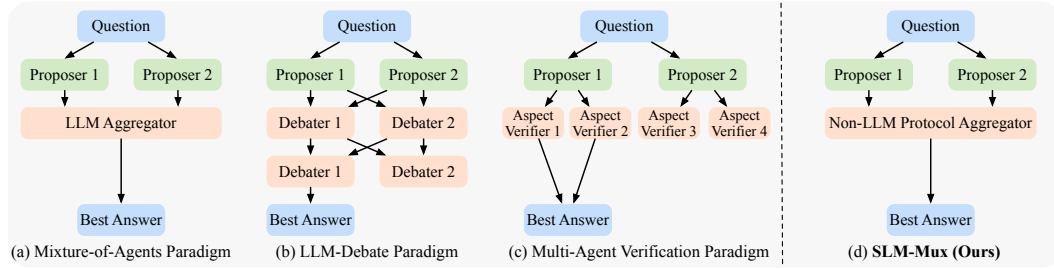 Question
Proposer 1
Proposer 2
LLM Aggregator
Best Answer
(a) Mixture-of-Agents Paradigm
Question
Proposer 1
Proposer 2
Debater 1
Debater 2
Debater 1
Debater 2
Best Answer
(b) LLM-Debate Paradigm
Question
Proposer 1
Proposer 2
Aspect
Verifier 1
Aspect
Verifier 2
Aspect
Verifier 3
Aspect
Verifier 4
Best Answer
(c) Multi-Agent Verification Paradigm
Question
Proposer 1
Proposer 2
Non-LLM Protocol Aggregator
Best Answer
(d) SLM-Mux (Ours)